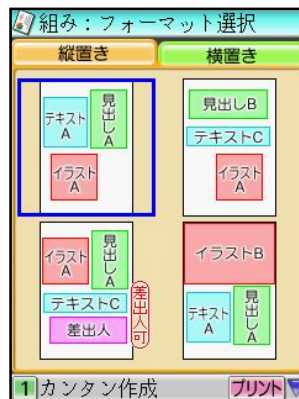 組み：フォーマット選択
縦置き
横置き
テキストA
見出しA
イラストA
見出しB
テキストC
イラストA
イラストA
見出しA
テキストC
差出人
差出人可
イラストB
テキストA
見出しA
1 カンタン作成
プリント